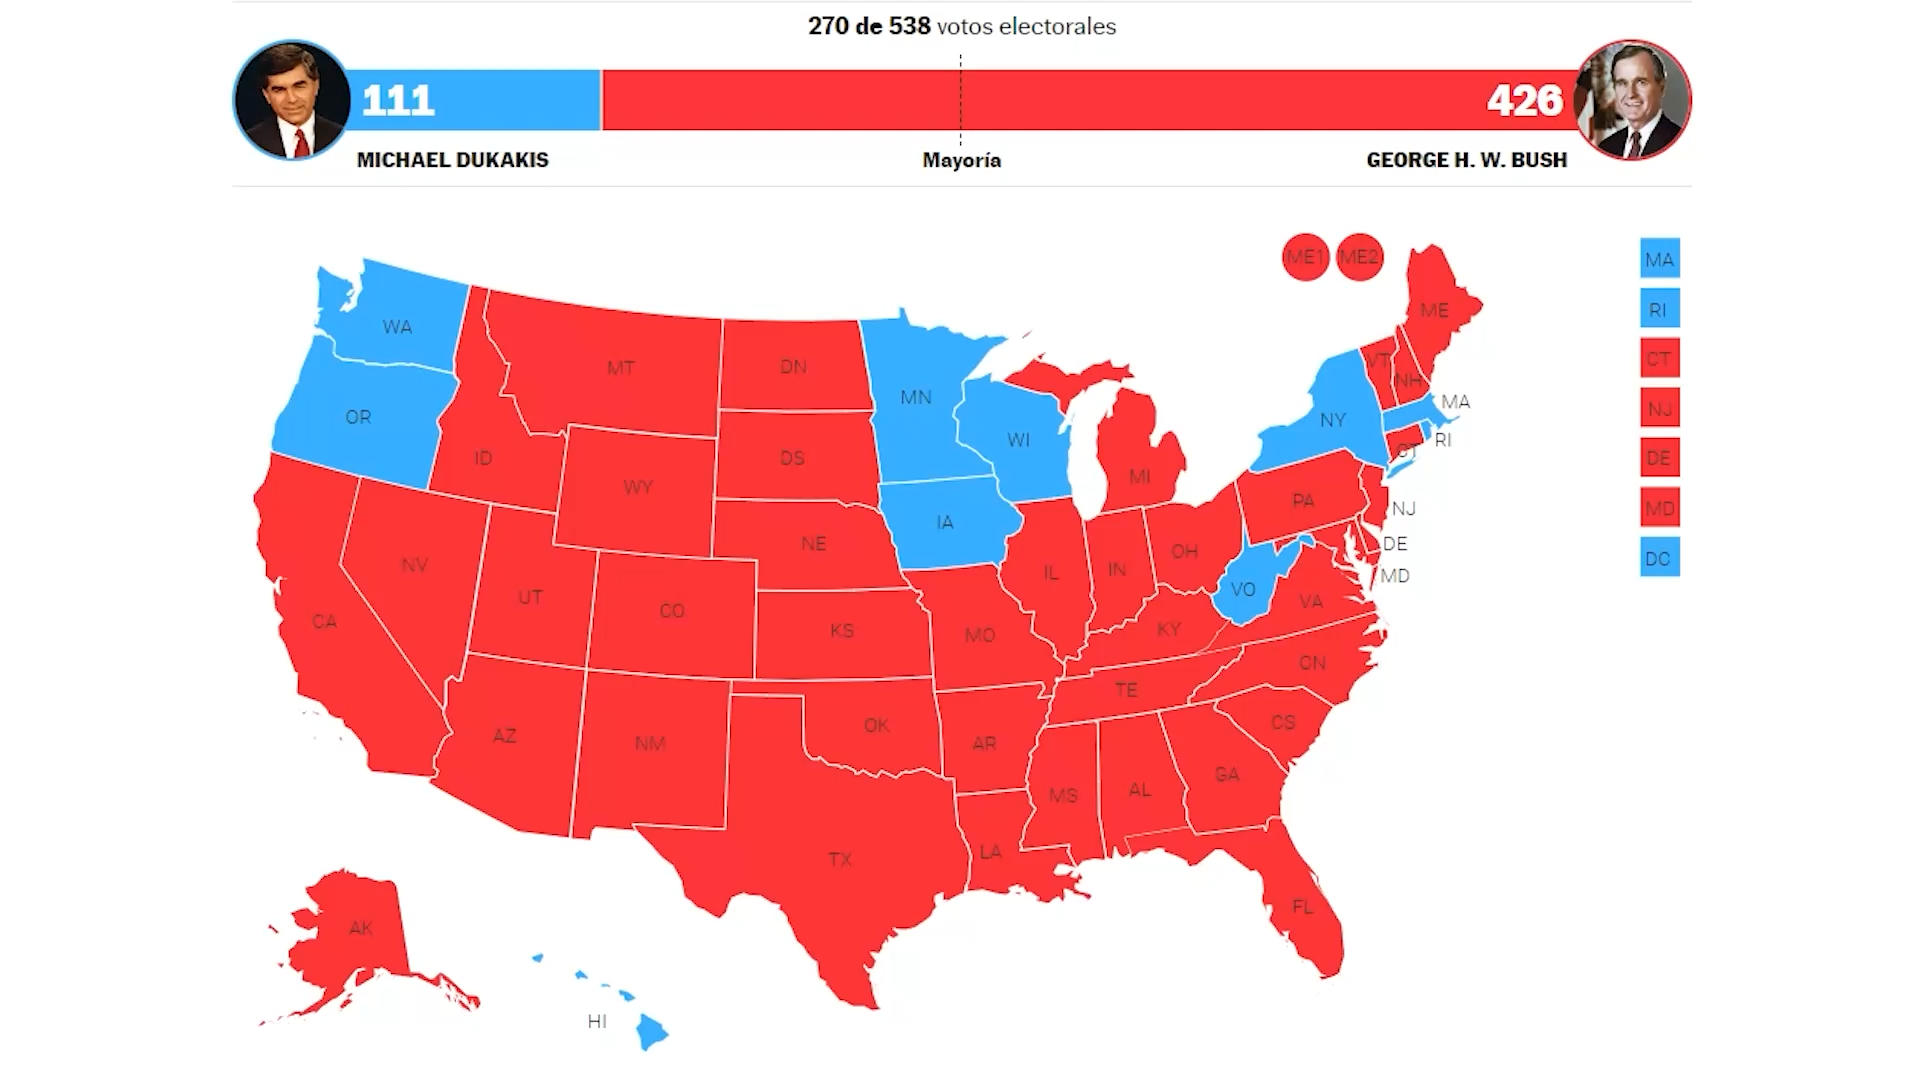 270 de 538 votos electorales
111
426
MICHAEL DUKAKIS
Mayoría
GEORGE H. W. BUSH
ME1 ME2
MA
RI
CT
NJ
DE
MD
DC
WA
OR
CA
ID
NV
MT
WY
UT
AZ
CO
NM
DN
DS
NE
KS
OK
TX
MN
IA
MO
AR
LA
WI
IL
MI
IN
OH
KY
TE
MS
AL
GA
FL
CS
CN
VA
VO
PA
NY
VT
NH
ME
MA
RI
CT
NJ
DE
MD
AK
HI